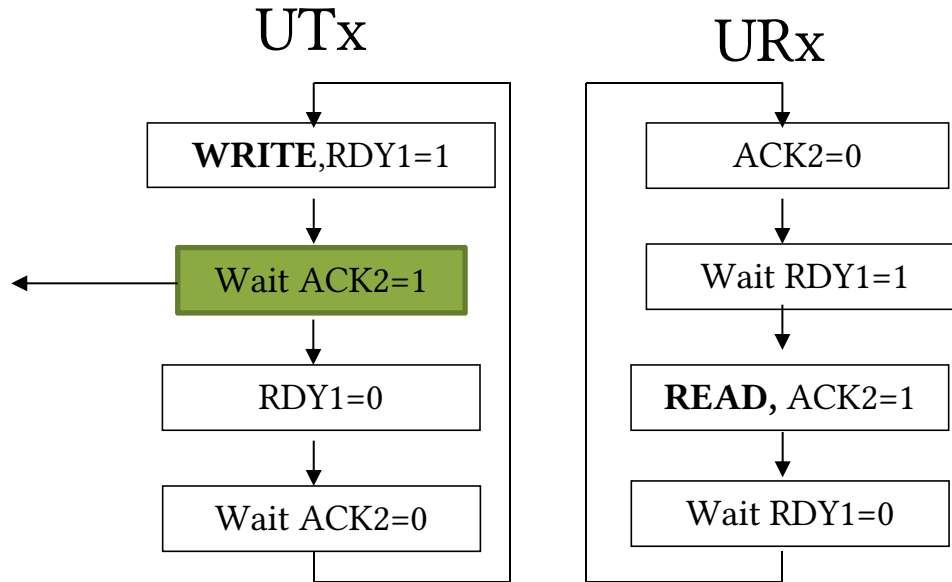 UTx
WRITE,RDY1=1
Wait ACK2=1
RDY1=0
Wait ACK2=0
URx
ACK2=0
Wait RDY1=1
READ, ACK2=1
Wait RDY1=0